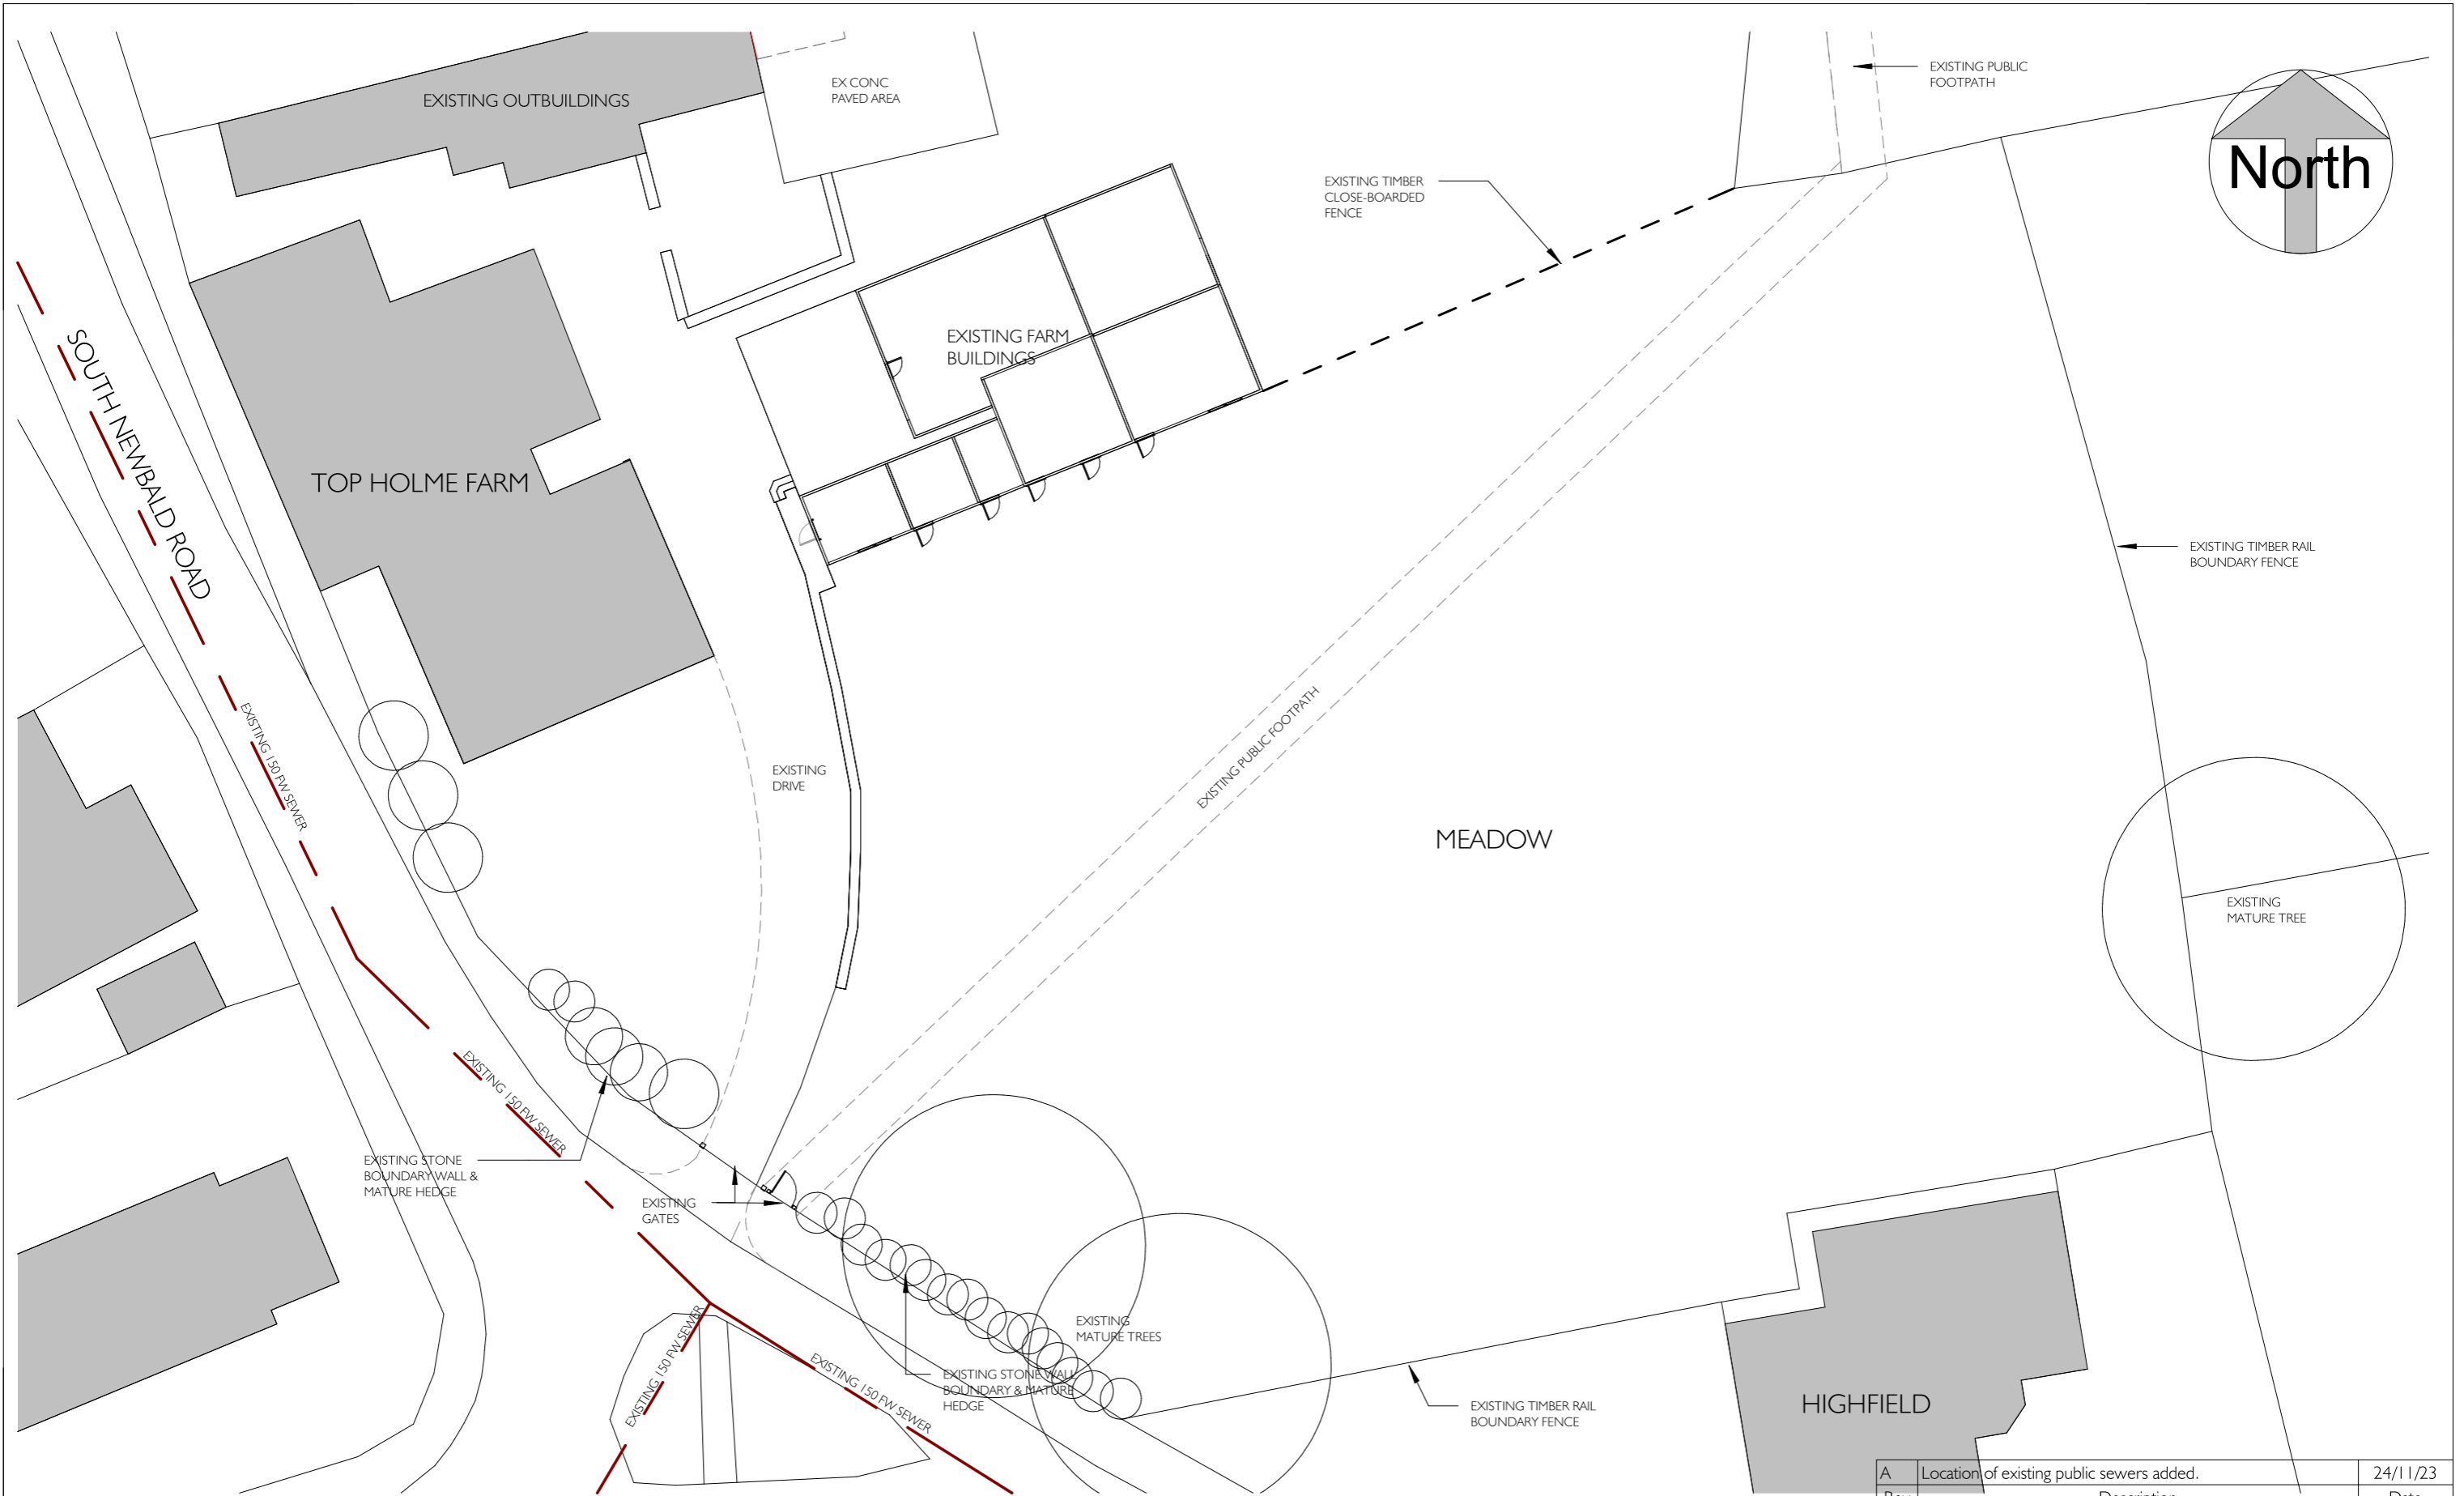 EXISTING PUBLIC
FOOTPATH
EX CONC
PAVED AREA
EXISTING OUTBUILDINGS
North
EXISTING TIMBER
CLOSE-BOARDED
FENCE
EXISTING FARM
BUILDINGS
SOUTH NEWBALD ROAD
TOP HOLME FARM
EXISTING TIMBER RAIL
BOUNDARY FENCE
EXISTING 150 FW SEWER
EXISTING
DRIVE
EXISTING PUBLIC FOOTPATH
MEADOW
EXISTING
MATURE TREE
EXISTING 150 FW SEWER
EXISTING STONE
BOUNDARY WALL &
MATURE HEDGE
EXISTING
GATES
EXISTING
MATURE TREES
EXISTING 150 FW SEWER
EXISTING 150 FW SEWER
EXISTING STONE WALL
BOUNDARY & MATURE
HEDGE
EXISTING TIMBER RAIL
BOUNDARY FENCE
HIGHFIELD
A Location of existing public sewers added. 24/11/23
Rev Description Date